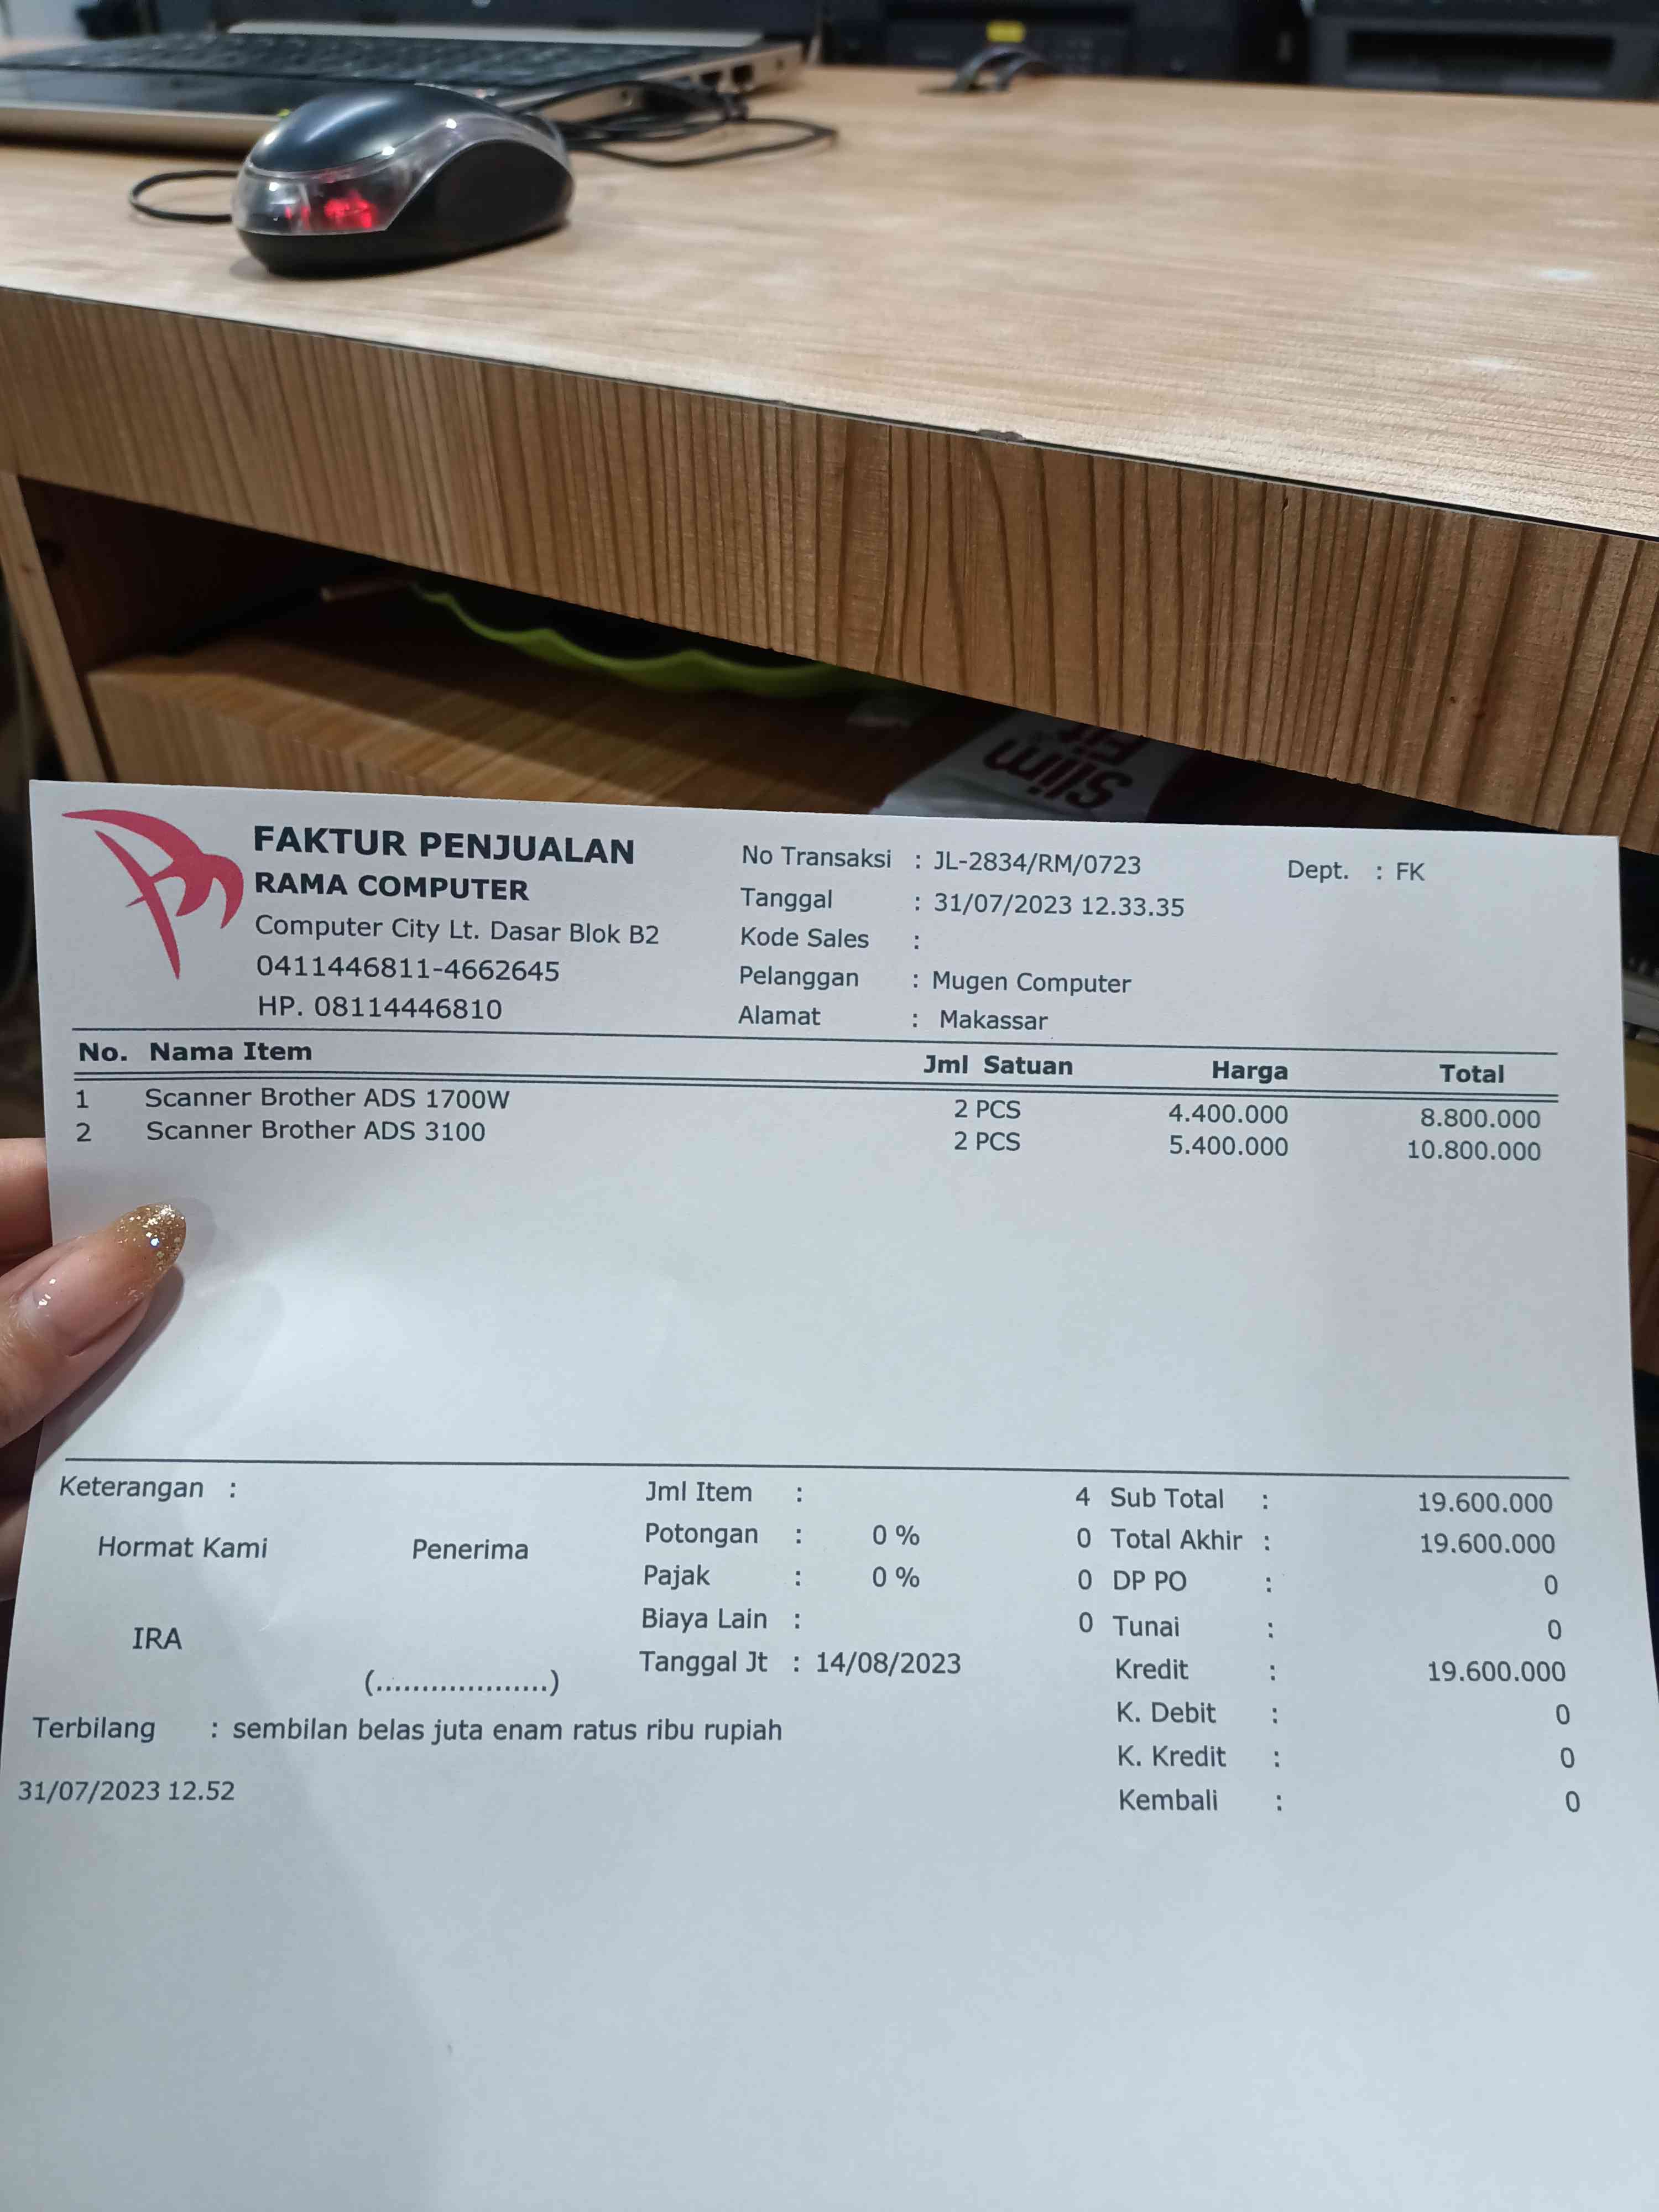 Slim
Fit
FAKTUR PENJUALAN
RAMA COMPUTER
Computer City Lt. Dasar Blok B2
0411446811-4662645
HP. 08114446810
No Transaksi : JL-2834/RM/0723 Dept. : FK
Tanggal : 31/07/2023 12.33.35
Kode Sales :
Pelanggan : Mugen Computer
Alamat : Makassar
No. Nama Item Jml Satuan Harga Total
1 Scanner Brother ADS 1700W 2 PCS 4.400.000 8.800.000
2 Scanner Brother ADS 3100 2 PCS 5.400.000 10.800.000
Keterangan :
Hormat Kami Penerima
IRA
(...................)
Jml Item : 4
Potongan : 0 % 0
Pajak : 0 % 0
Biaya Lain : 0
Tanggal Jt : 14/08/2023
Sub Total : 19.600.000
Total Akhir : 19.600.000
DP PO : 0
Tunai : 0
Kredit : 19.600.000
K. Debit : 0
K. Kredit : 0
Kembali : 0
Terbilang : sembilan belas juta enam ratus ribu rupiah
31/07/2023 12.52